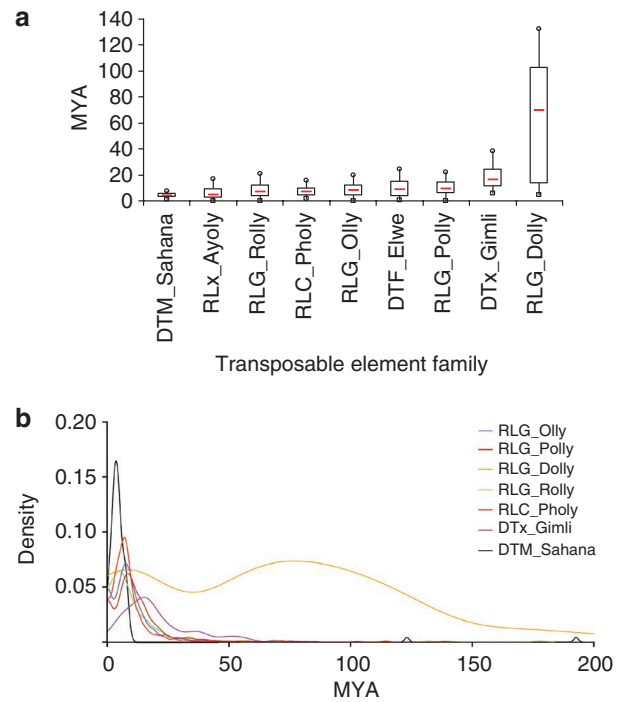 a
MYA
140
120
100
80
60
40
20
0
DTM_Sahana
RLx_Ayoly
RLG_Rolly
RLC_Pholy
RLG_Olly
DTF_Elwe
RLG_Polly
DTx_Gimli
RLG_Dolly
Transposable element family
b
Density
0.20
0.15
0.10
0.05
RLG_Olly
RLG_Polly
RLG_Dolly
RLG_Rolly
RLC_Pholy
DTx_Gimli
DTM_Sahana
0 50 100 150 200
MYA